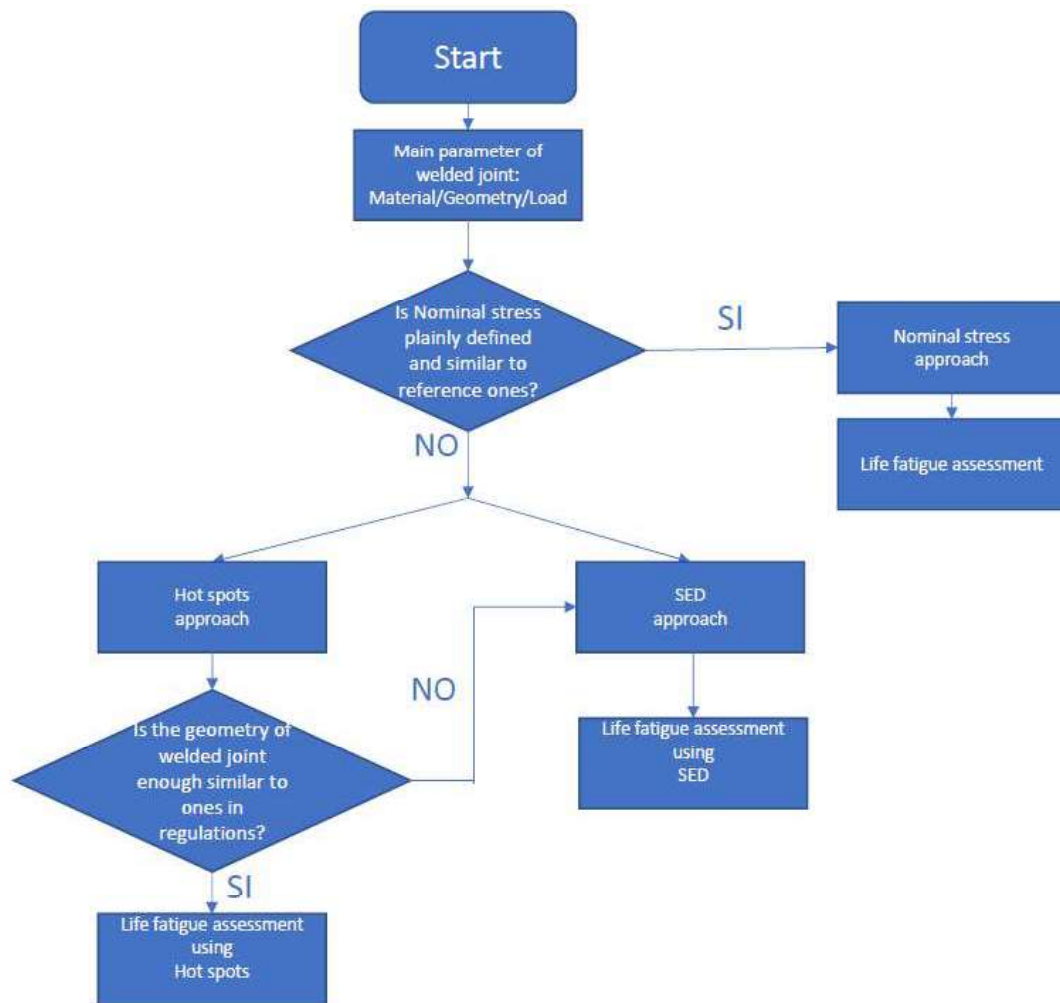 Start
Main parameter of
welded joint:
Material/Geometry/Load
Is Nominal stress
plainly defined
and similar to
reference ones?
SI
Nominal stress
approach
Life fatigue assessment
NO
Hot spots
approach
SED
approach
NO
Is the geometry of
welded joint
enough similar to
ones in
regulations?
Life fatigue assessment
using
SED
SI
Life fatigue assessment
using
Hot spots